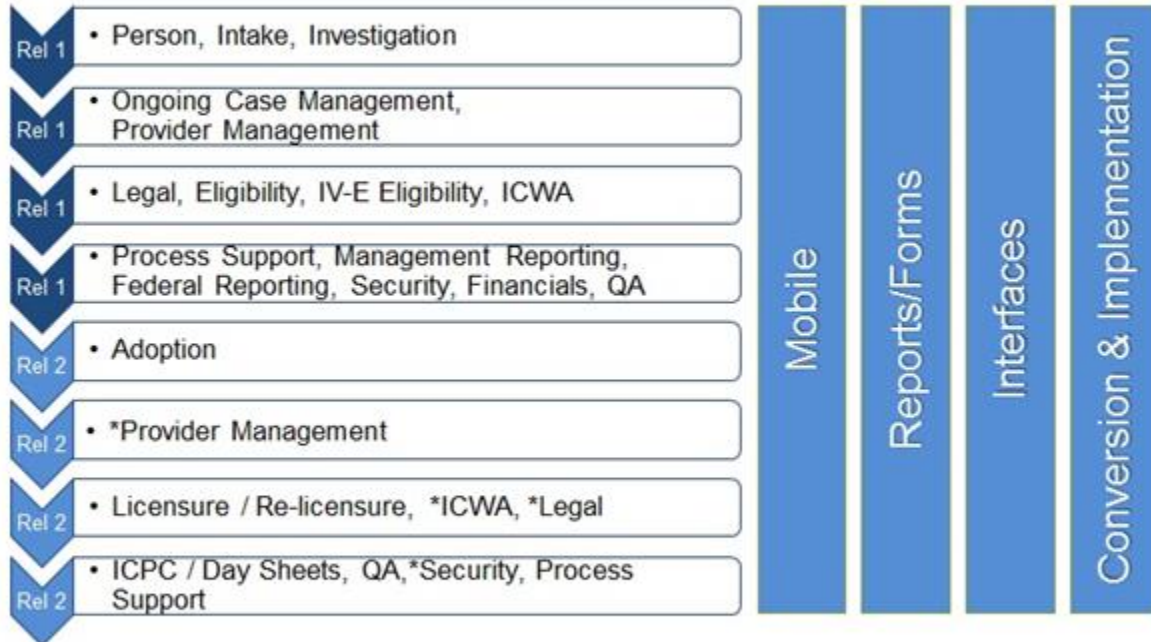 Rel 1
• Person, Intake, Investigation
Rel 1
• Ongoing Case Management,
Provider Management
Rel 1
• Legal, Eligibility, IV-E Eligibility, ICWA
Rel 1
• Process Support, Management Reporting,
Federal Reporting, Security, Financials, QA
Rel 2
• Adoption
Rel 2
• *Provider Management
Rel 2
• Licensure / Re-licensure, *ICWA, *Legal
Rel 2
• ICPC / Day Sheets, QA,*Security, Process
Support
Mobile
Reports/Forms
Interfaces
Conversion & Implementation